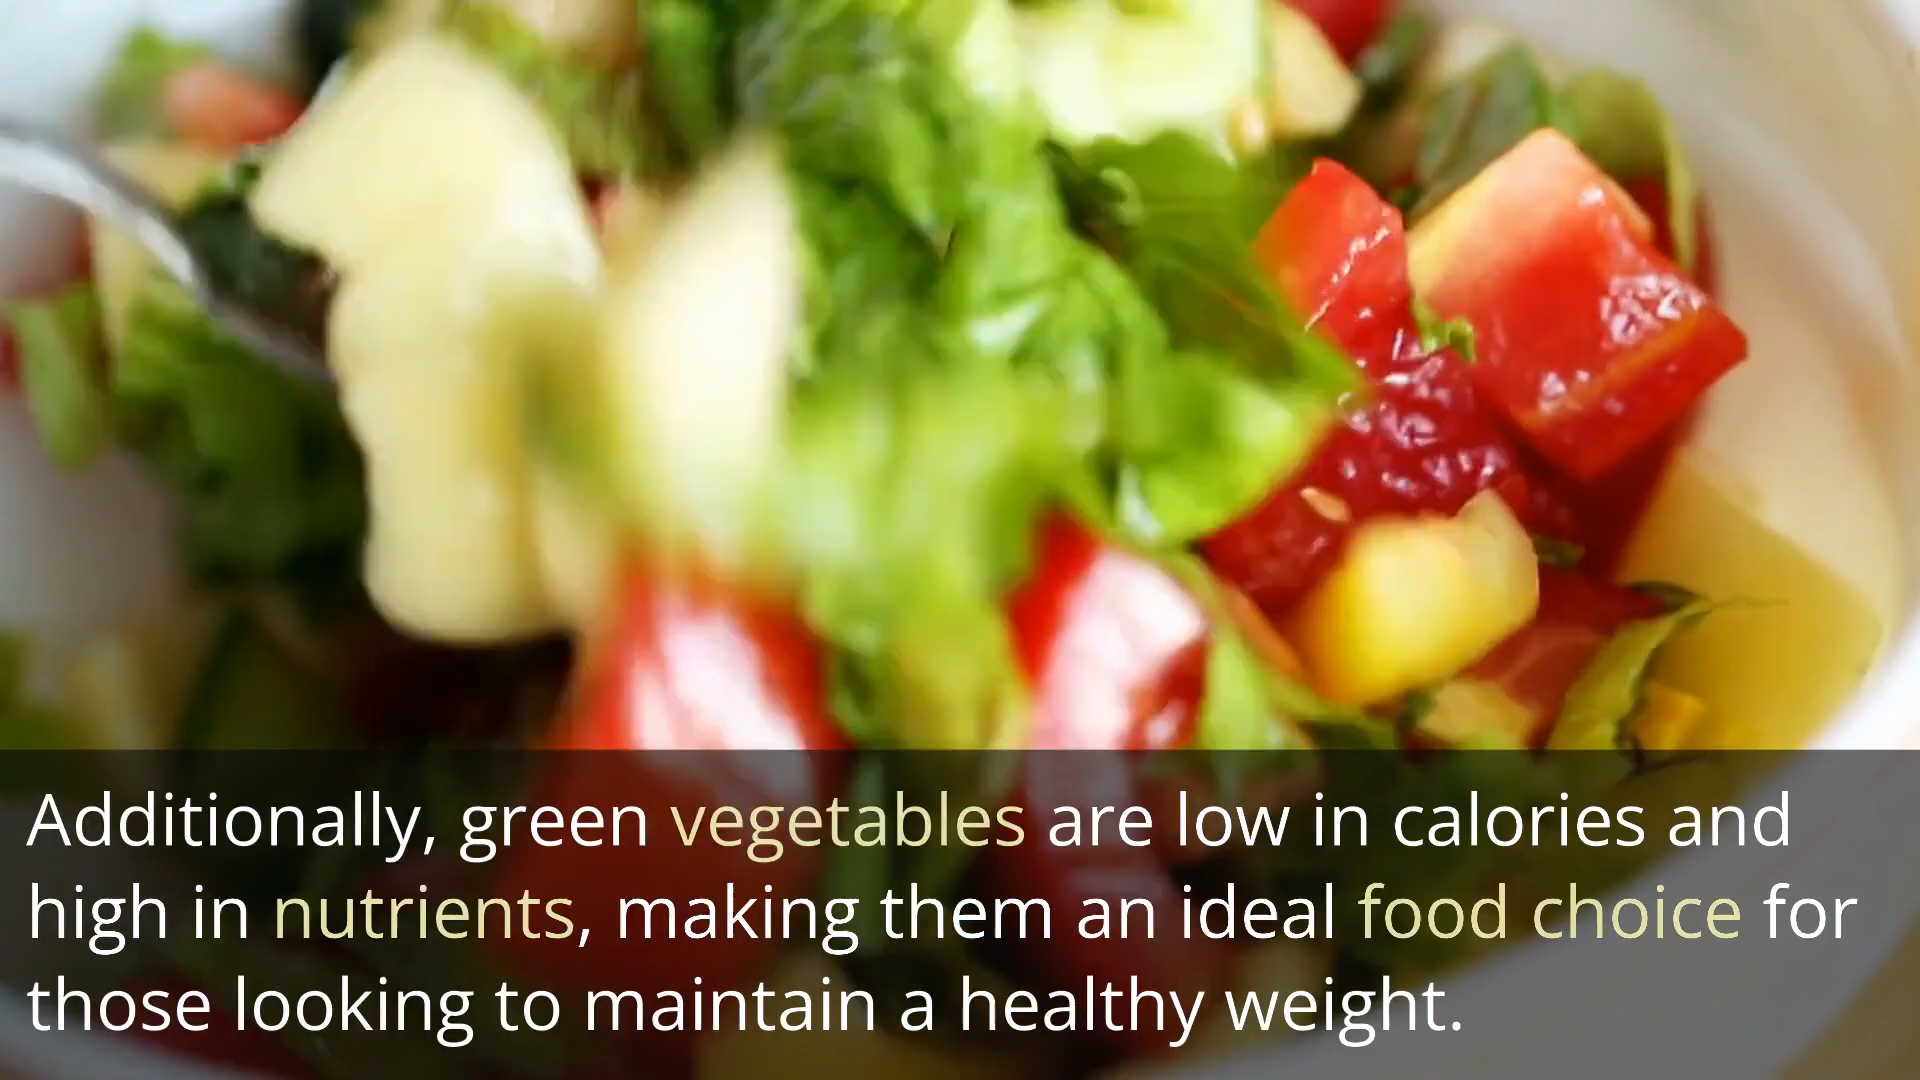 Additionally, green vegetables are low in calories and
high in nutrients, making them an ideal food choice for
those looking to maintain a healthy weight.